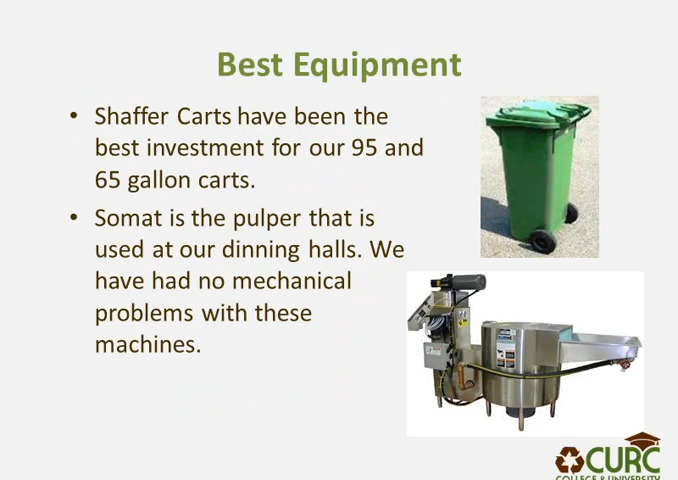 Best Equipment
• Shaffer Carts have been the
best investment for our 95 and
65 gallon carts.
• Somat is the pulper that is
used at our dinning halls. We
have had no mechanical
problems with these
machines.
CURC
COLLEGE & UNIVERSITY